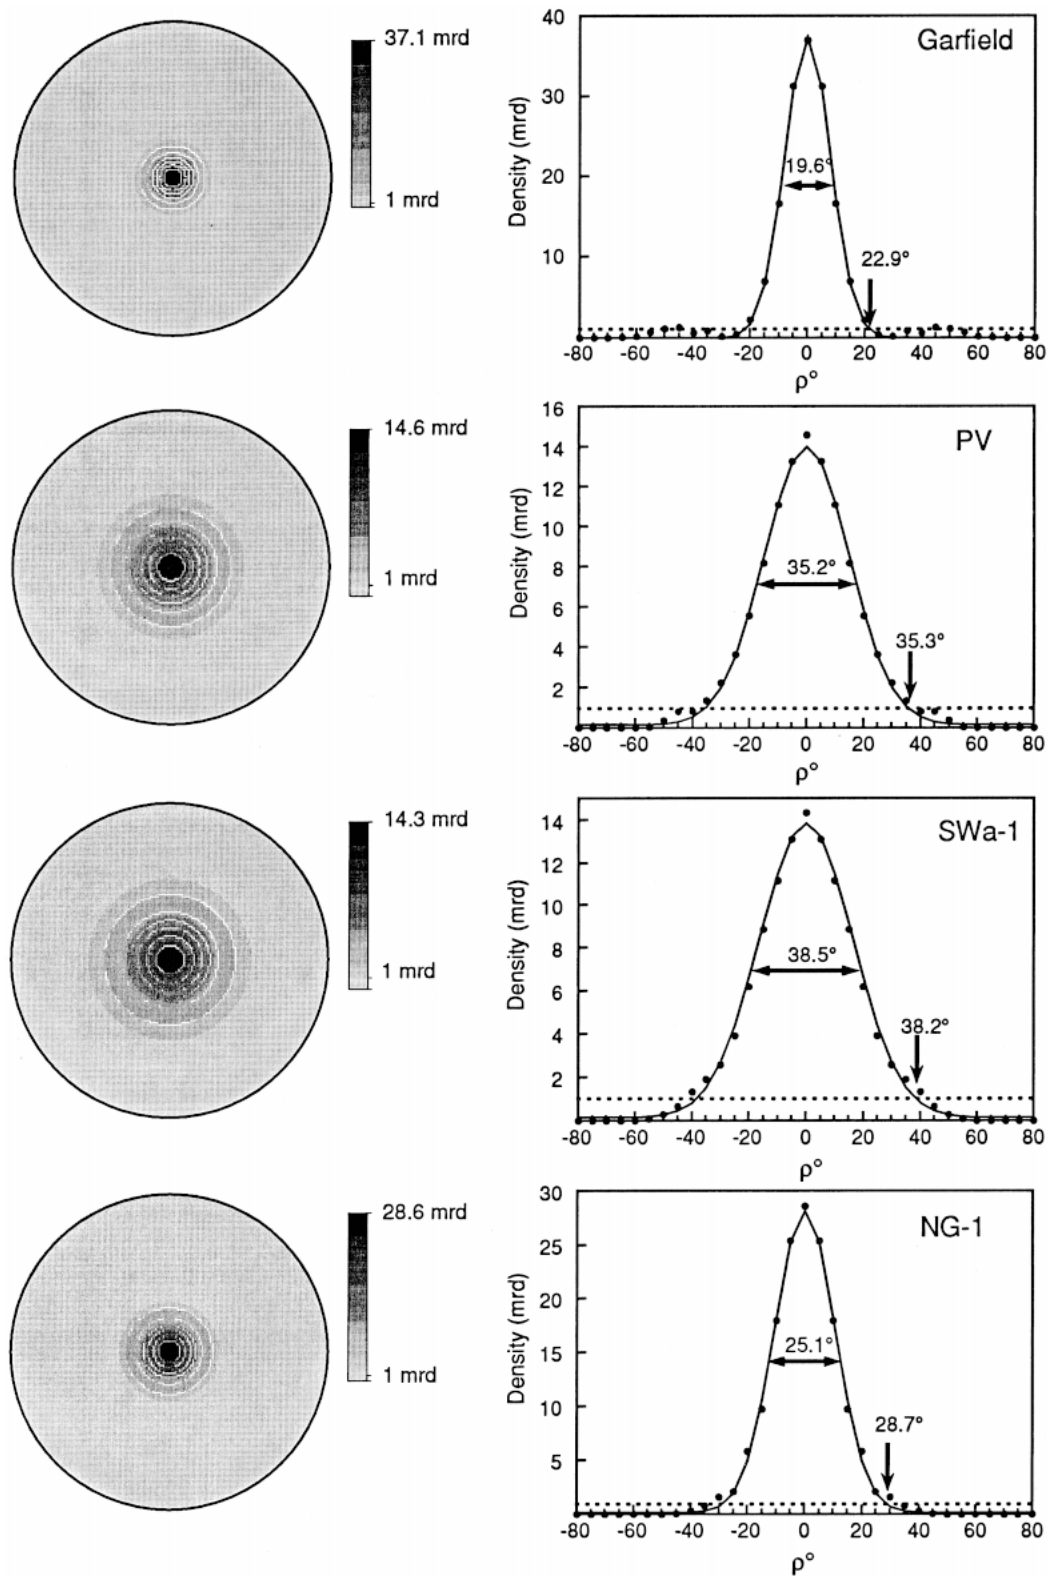 37.1 mrd
1 mrd
Garfield
Density (mrd)
40
30
20
10
19.6°
22.9°
-80 -60 -40 -20 0 20 40 60 80
ρ°
14.6 mrd
1 mrd
PV
Density (mrd)
16
14
12
10
8
6
4
2
35.2°
35.3°
-80 -60 -40 -20 0 20 40 60 80
ρ°
14.3 mrd
1 mrd
SWa-1
Density (mrd)
14
12
10
8
6
4
2
38.5°
38.2°
-80 -60 -40 -20 0 20 40 60 80
ρ°
28.6 mrd
1 mrd
NG-1
Density (mrd)
30
25
20
15
10
5
25.1°
28.7°
-80 -60 -40 -20 0 20 40 60 80
ρ°